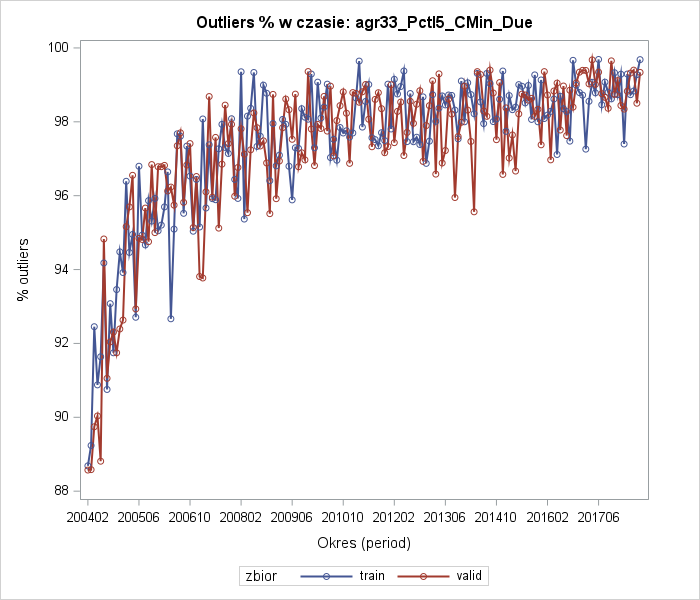 Outliers % w czasie: agr33_Pctl5_CMin_Due
% outliers
100
98
96
94
92
90
88
200402 200506 200610 200802 200906 201010 201202 201306 201410 201602 201706
Okres (period)
zbior train valid